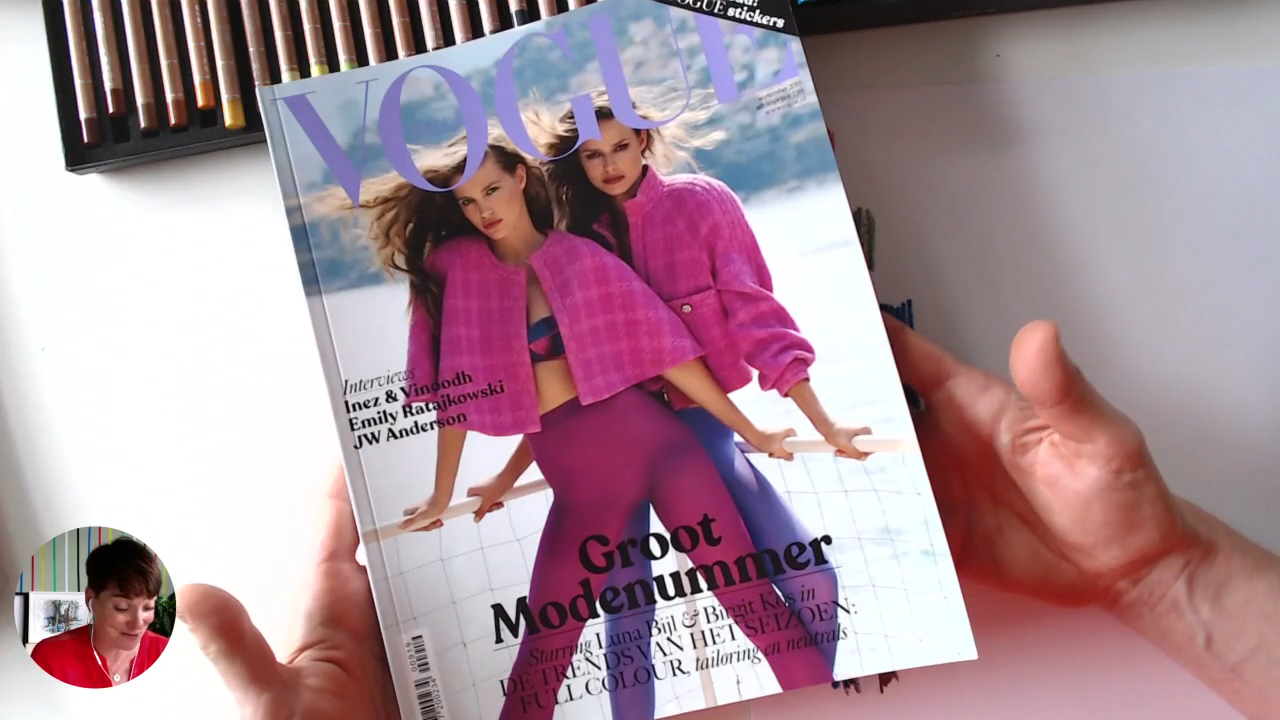 VOGUE
VOGUE stickers
Interviews
Inez & Vinoodh
Emily Ratajkowski
JW Anderson
Groot
Modenummer
Starring Luna Bijl & Birgit Kos in
DE TRENDS VAN HET SEIZOEN:
FULL COLOUR, tailoring en neutrals